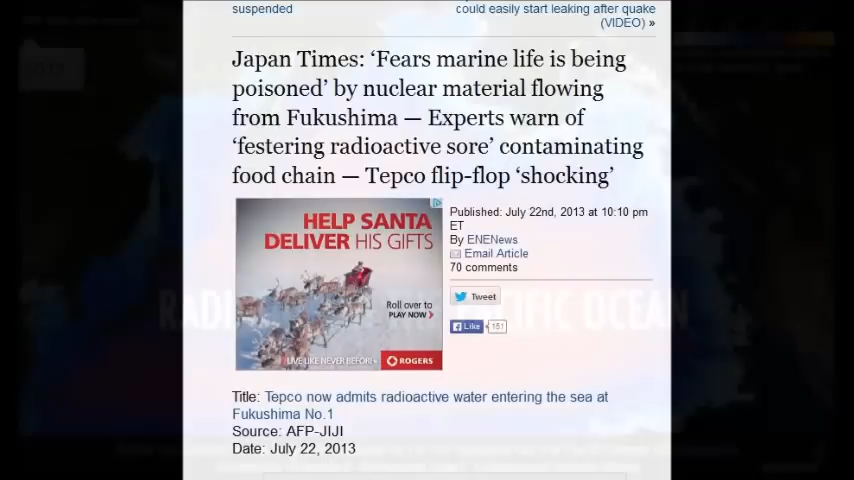 suspended
could easily start leaking after quake
(VIDEO) »
Japan Times: ‘Fears marine life is being
poisoned’ by nuclear material flowing
from Fukushima — Experts warn of
‘festering radioactive sore’ contaminating
food chain — Tepco flip-flop ‘shocking’
HELP SANTA
DELIVER HIS GIFTS
Roll over to
PLAY NOW >
LIVE LIKE NEVER BEFORE
ROGERS
Published: July 22nd, 2013 at 10:10 pm
ET
By ENENews
Email Article
70 comments
Tweet
Like 151
Title: Tepco now admits radioactive water entering the sea at
Fukushima No.1
Source: AFP-JIJI
Date: July 22, 2013